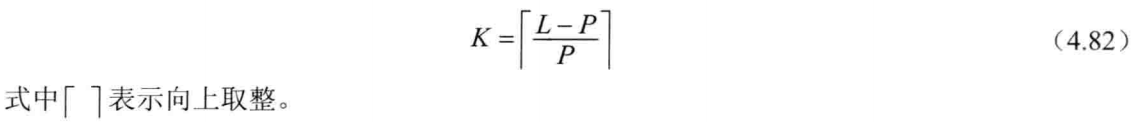 K = ⌈(L − P)/P⌉ （4.82）
式中⌈ ⌉表示向上取整。